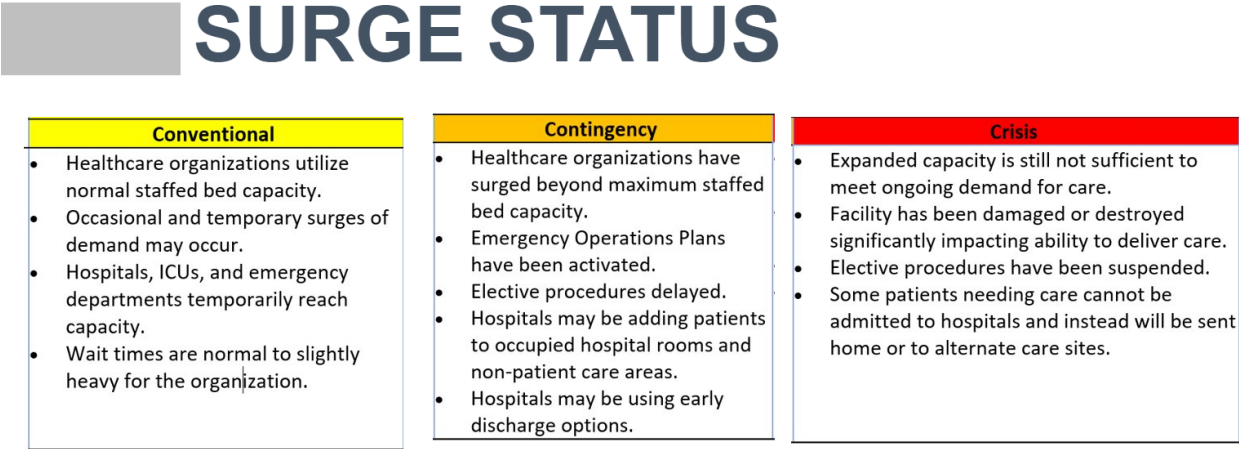 SURGE STATUS
Conventional
• Healthcare organizations utilize
normal staffed bed capacity.
• Occasional and temporary surges of
demand may occur.
• Hospitals, ICUs, and emergency
departments temporarily reach
capacity.
• Wait times are normal to slightly
heavy for the organization.
Contingency
• Healthcare organizations have
surged beyond maximum staffed
bed capacity.
• Emergency Operations Plans
have been activated.
• Elective procedures delayed.
• Hospitals may be adding patients
to occupied hospital rooms and
non-patient care areas.
• Hospitals may be using early
discharge options.
Crisis
• Expanded capacity is still not sufficient to
meet ongoing demand for care.
• Facility has been damaged or destroyed
significantly impacting ability to deliver care.
• Elective procedures have been suspended.
• Some patients needing care cannot be
admitted to hospitals and instead will be sent
home or to alternate care sites.